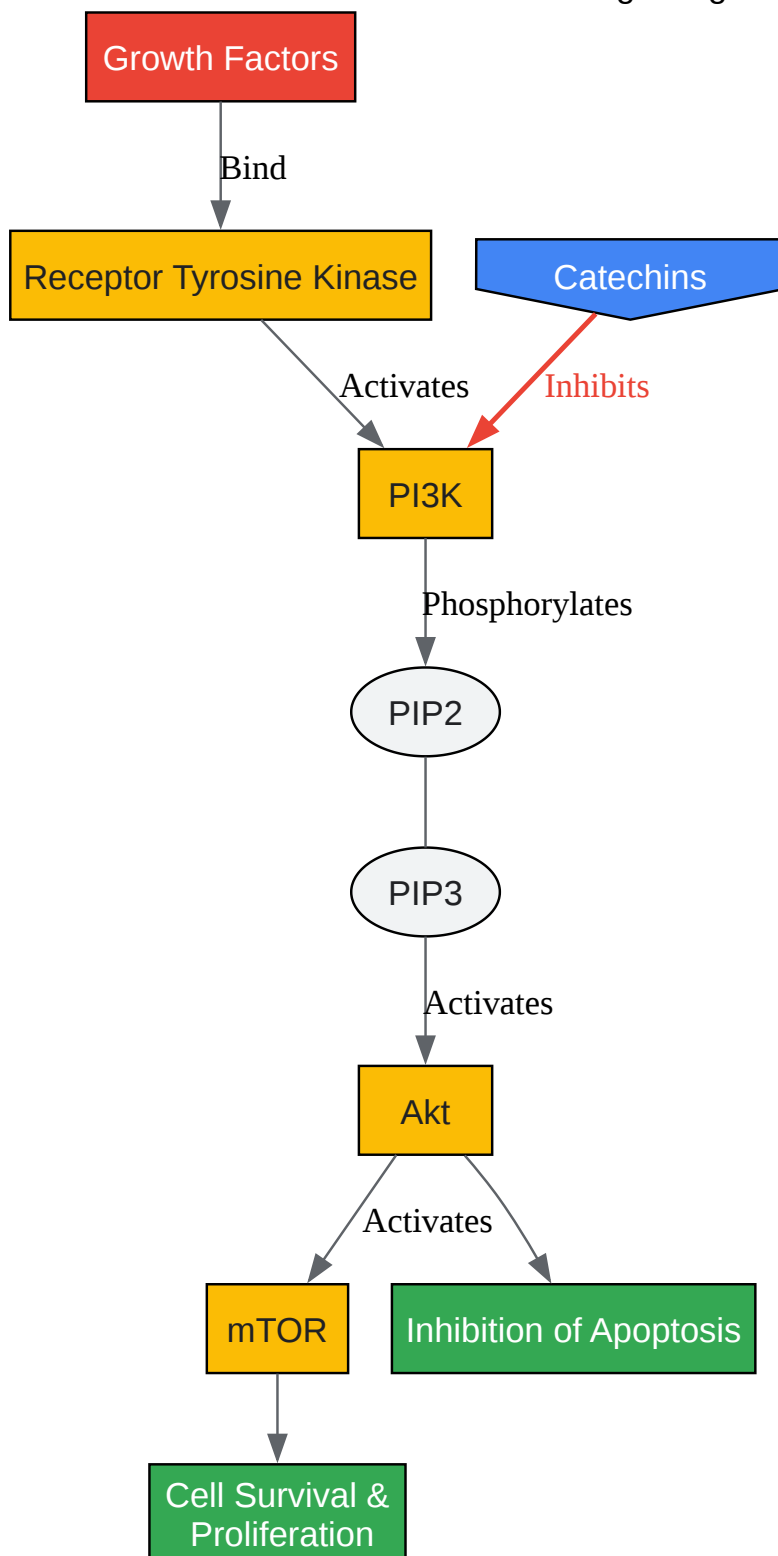 Growth Factors
Bind
Receptor Tyrosine Kinase
Catechins
Activates
Inhibits
PI3K
Phosphorylates
PIP2
PIP3
Activates
Akt
Activates
mTOR
Inhibition of Apoptosis
Cell Survival &
Proliferation